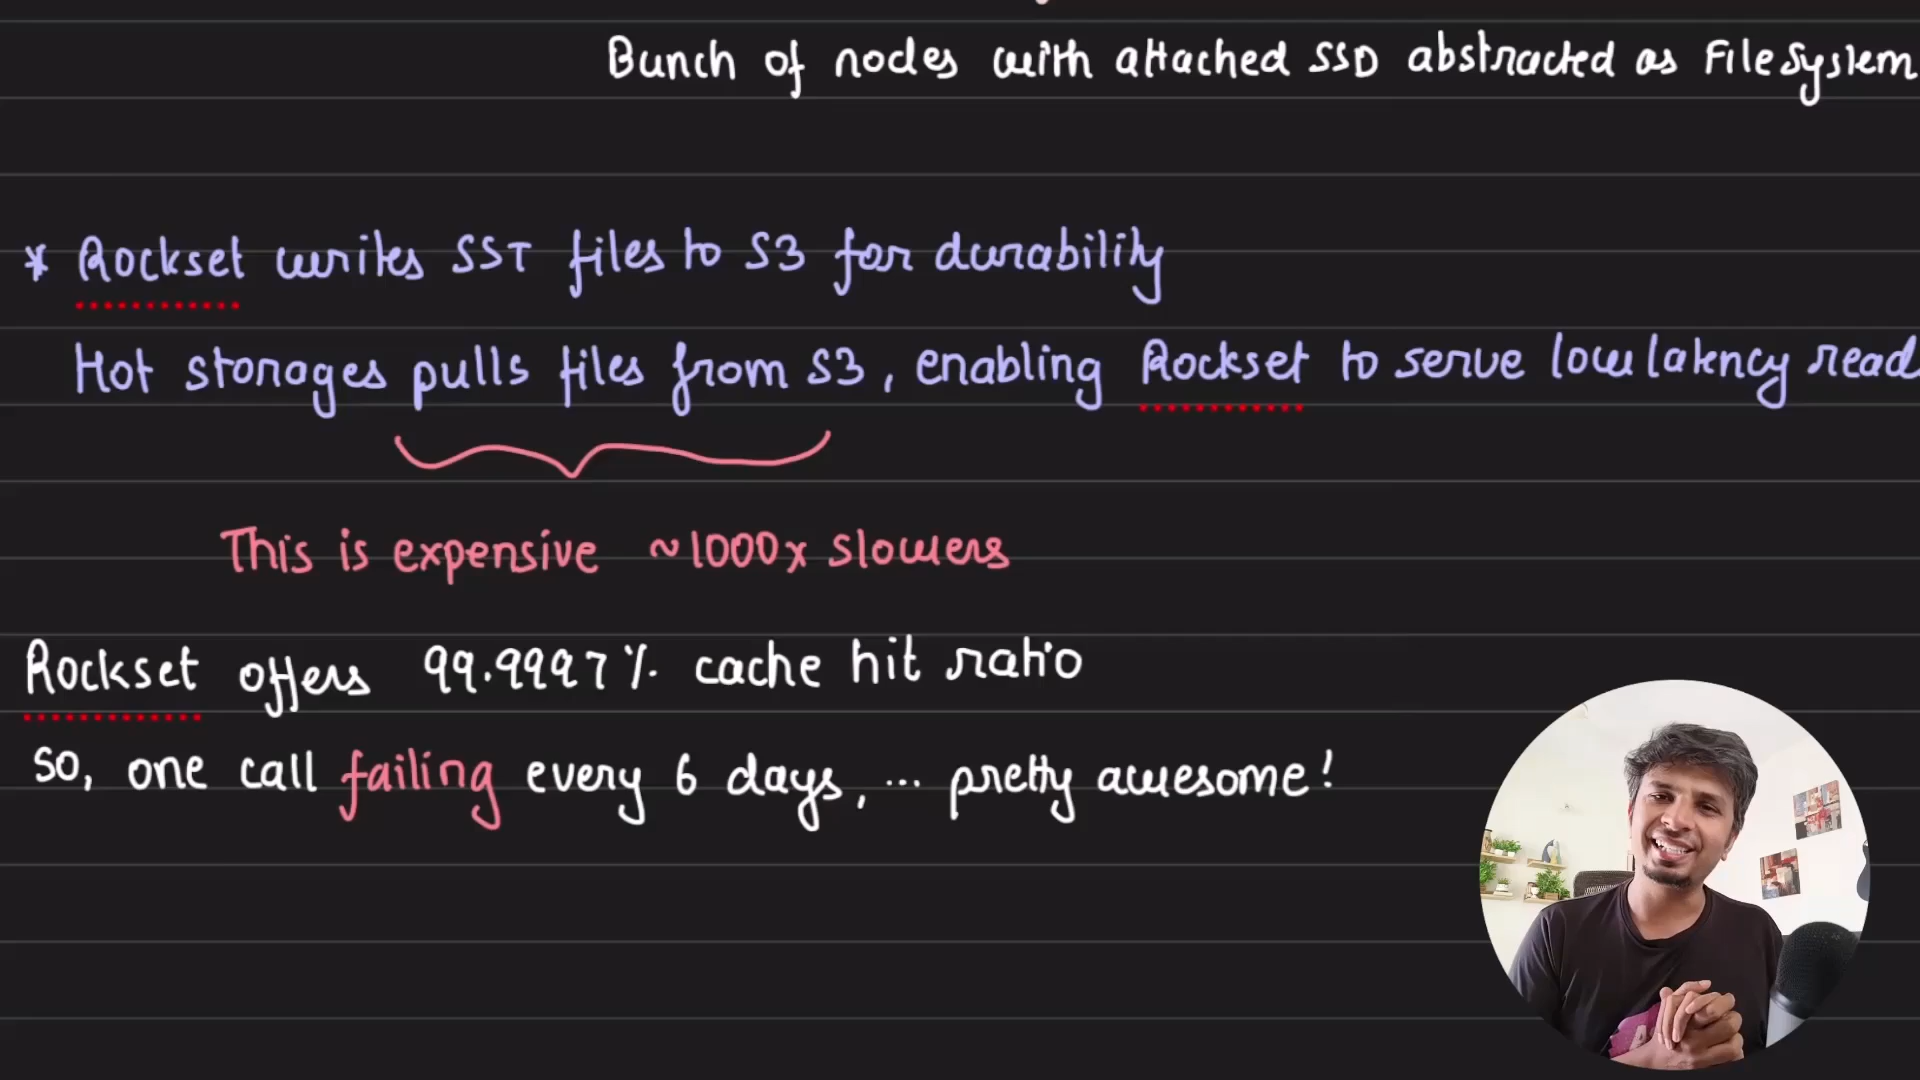 Bunch of nodes with attached SSD abstracted as FileSystem
* Rockset writes SST files to S3 for durability
Hot storages pulls files from S3, enabling Rockset to serve low latency read
This is expensive ~1000x slowers
Rockset offers 99.9997% cache hit ratio
so, one call failing every 6 days, ... pretty awesome!